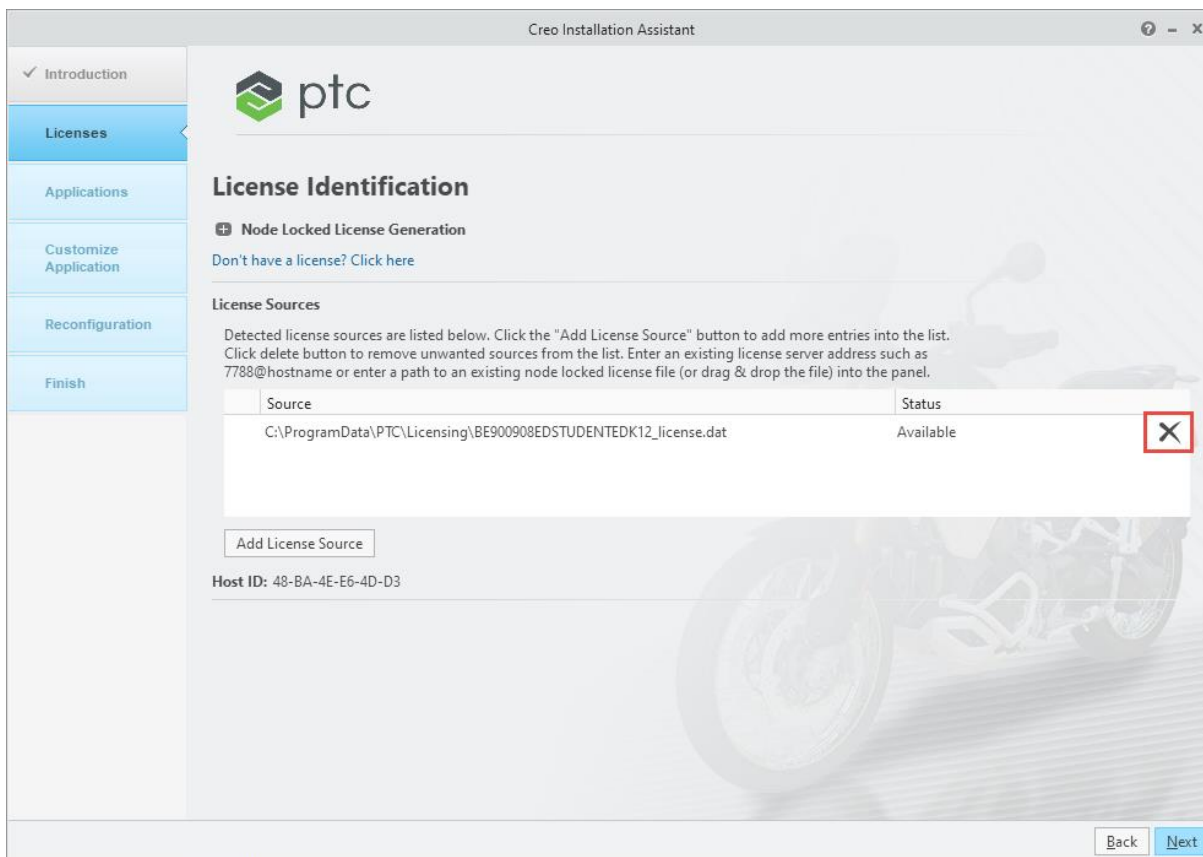 Creo Installation Assistant
Introduction
Licenses
Applications
Customize
Application
Reconfiguration
Finish
ptc
License Identification
Node Locked License Generation
Don't have a license? Click here
License Sources
Detected license sources are listed below. Click the "Add License Source" button to add more entries into the list.
Click delete button to remove unwanted sources from the list. Enter an existing license server address such as
7788@hostname or enter a path to an existing node locked license file (or drag & drop the file) into the panel.
Source Status
C:\ProgramData\PTC\Licensing\BE900908EDSTUDENTEDK12_license.dat Available
Add License Source
Host ID: 48-BA-4E-E6-4D-D3
Back Next